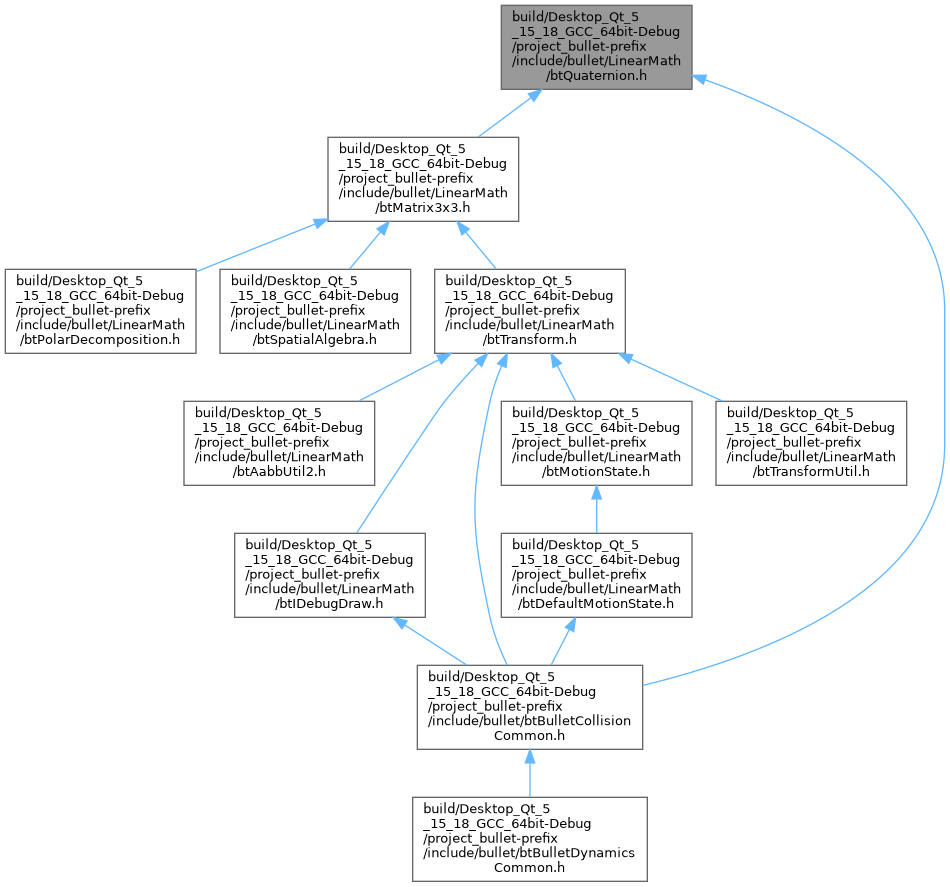 build/Desktop_Qt_5
_15_18_GCC_64bit-Debug
/project_bullet-prefix
/include/bullet/LinearMath
/btQuaternion.h
build/Desktop_Qt_5
_15_18_GCC_64bit-Debug
/project_bullet-prefix
/include/bullet/LinearMath
/btMatrix3x3.h
build/Desktop_Qt_5
_15_18_GCC_64bit-Debug
/project_bullet-prefix
/include/bullet/LinearMath
/btPolarDecomposition.h
build/Desktop_Qt_5
_15_18_GCC_64bit-Debug
/project_bullet-prefix
/include/bullet/LinearMath
/btSpatialAlgebra.h
build/Desktop_Qt_5
_15_18_GCC_64bit-Debug
/project_bullet-prefix
/include/bullet/LinearMath
/btTransform.h
build/Desktop_Qt_5
_15_18_GCC_64bit-Debug
/project_bullet-prefix
/include/bullet/LinearMath
/btAabbUtil2.h
build/Desktop_Qt_5
_15_18_GCC_64bit-Debug
/project_bullet-prefix
/include/bullet/LinearMath
/btMotionState.h
build/Desktop_Qt_5
_15_18_GCC_64bit-Debug
/project_bullet-prefix
/include/bullet/LinearMath
/btTransformUtil.h
build/Desktop_Qt_5
_15_18_GCC_64bit-Debug
/project_bullet-prefix
/include/bullet/LinearMath
/btIDebugDraw.h
build/Desktop_Qt_5
_15_18_GCC_64bit-Debug
/project_bullet-prefix
/include/bullet/LinearMath
/btDefaultMotionState.h
build/Desktop_Qt_5
_15_18_GCC_64bit-Debug
/project_bullet-prefix
/include/bullet/btBulletCollision
Common.h
build/Desktop_Qt_5
_15_18_GCC_64bit-Debug
/project_bullet-prefix
/include/bullet/btBulletDynamics
Common.h